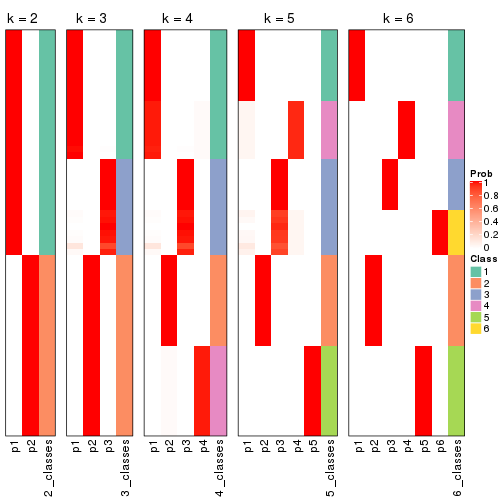 k = 2
k = 3
k = 4
k = 5
k = 6
Prob
1
0.8
0.6
0.4
0.2
0
Class
1
2
3
4
5
6
p1
p2
2_classes
p1
p2
p3
3_classes
p1
p2
p3
p4
4_classes
p1
p2
p3
p4
p5
5_classes
p1
p2
p3
p4
p5
p6
6_classes